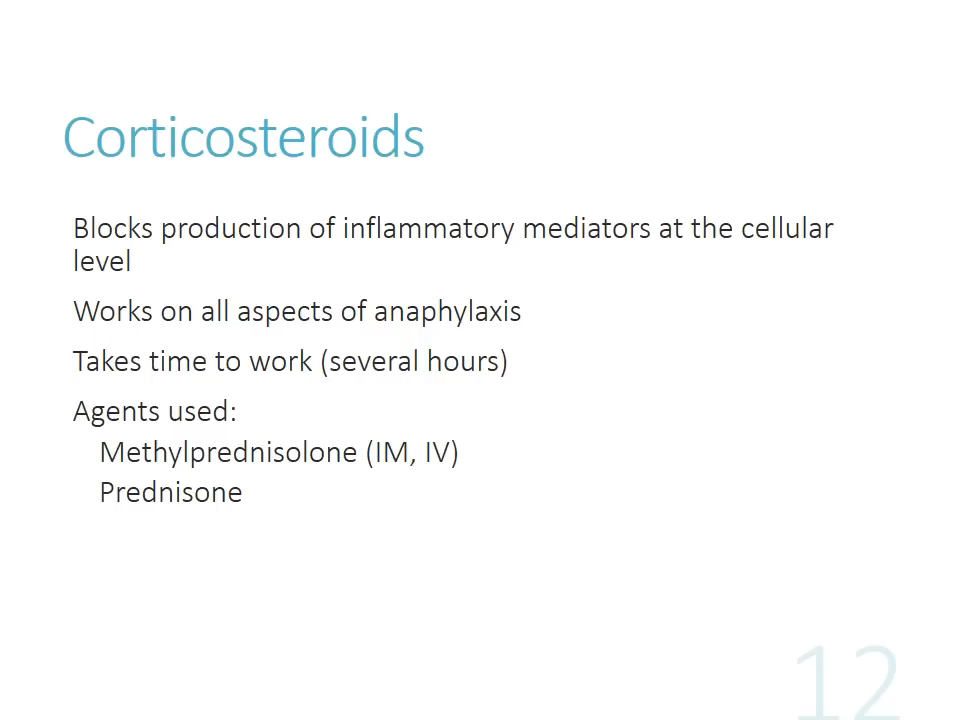 Corticosteroids
Blocks production of inflammatory mediators at the cellular
level
Works on all aspects of anaphylaxis
Takes time to work (several hours)
Agents used:
Methylprednisolone (IM, IV)
Prednisone
12